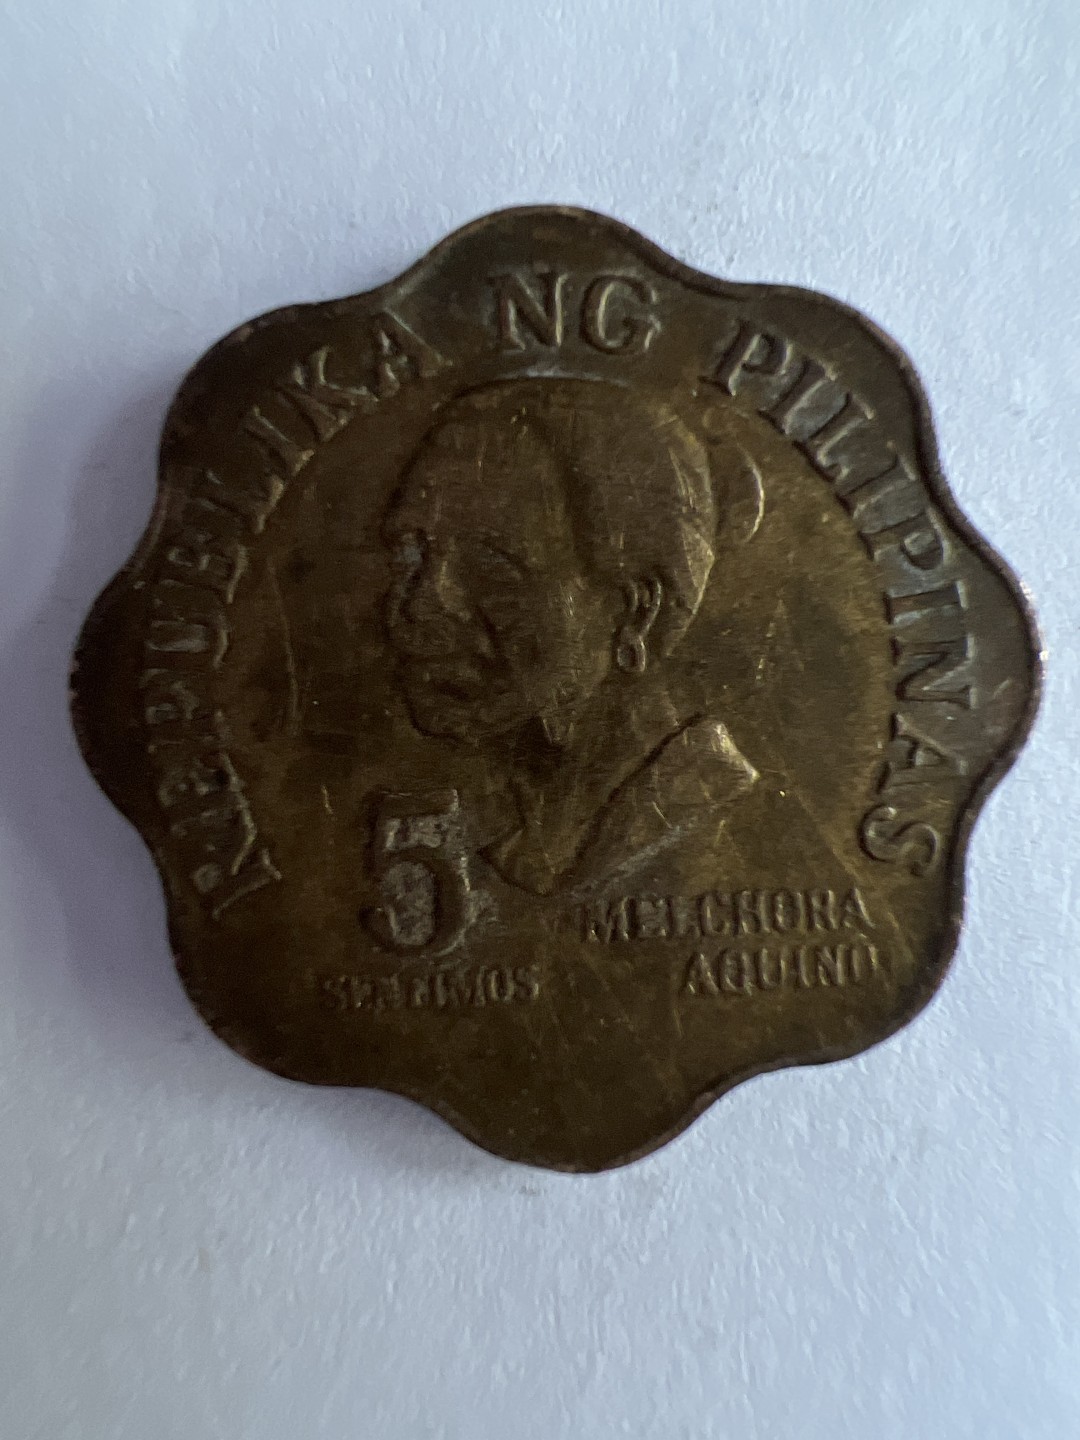 REPUBLIKA NG PILIPINAS
5
SENTIMOS
MELCHORA
AQUINO